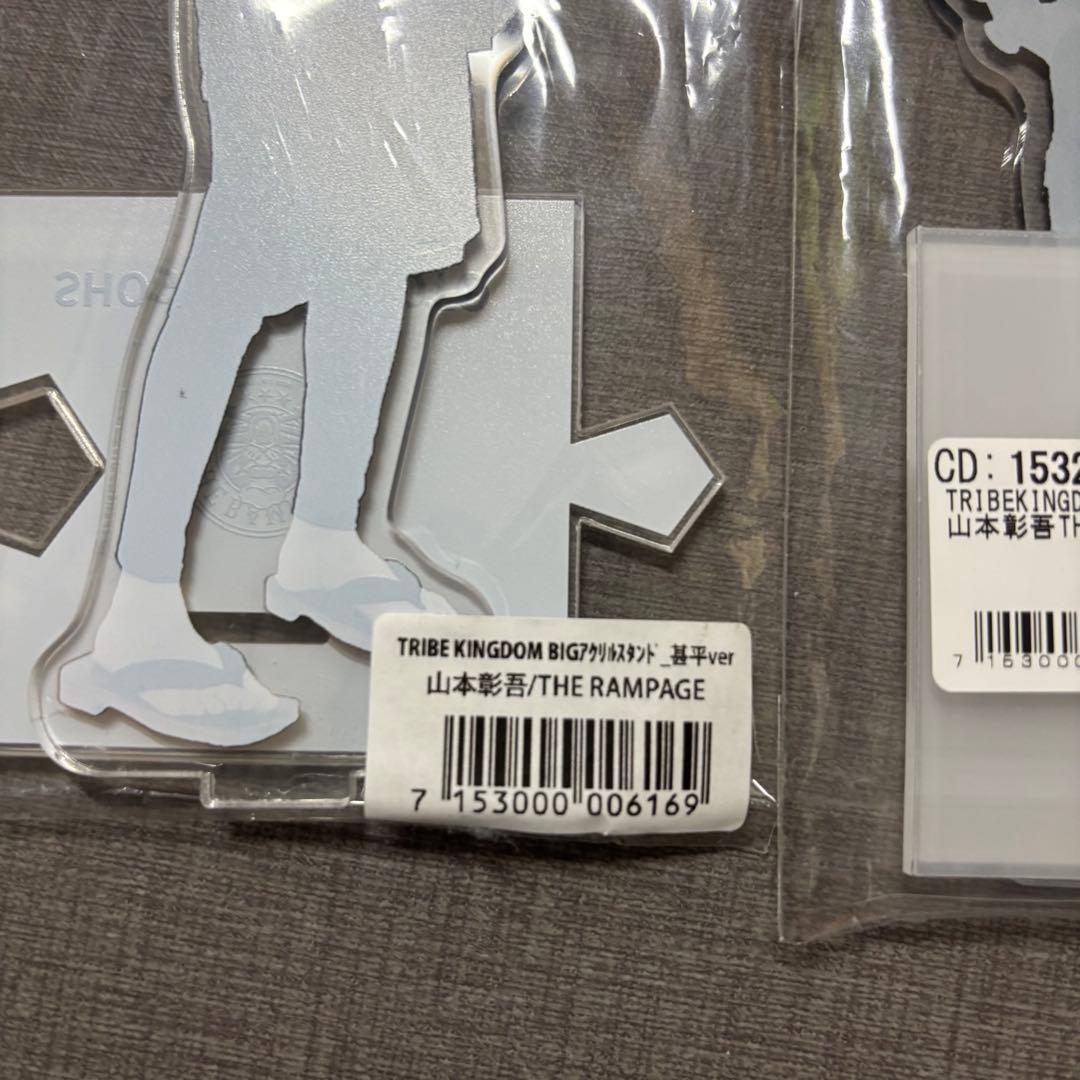 TRIBE KINGDOM BIGｱｸﾘﾙｽﾀﾝﾄﾞ_甚平ver
山本彰吾/THE RAMPAGE
7 153000 006169
CD: 1532
TRIBEKINGD
山本彰吾TH
7 153000